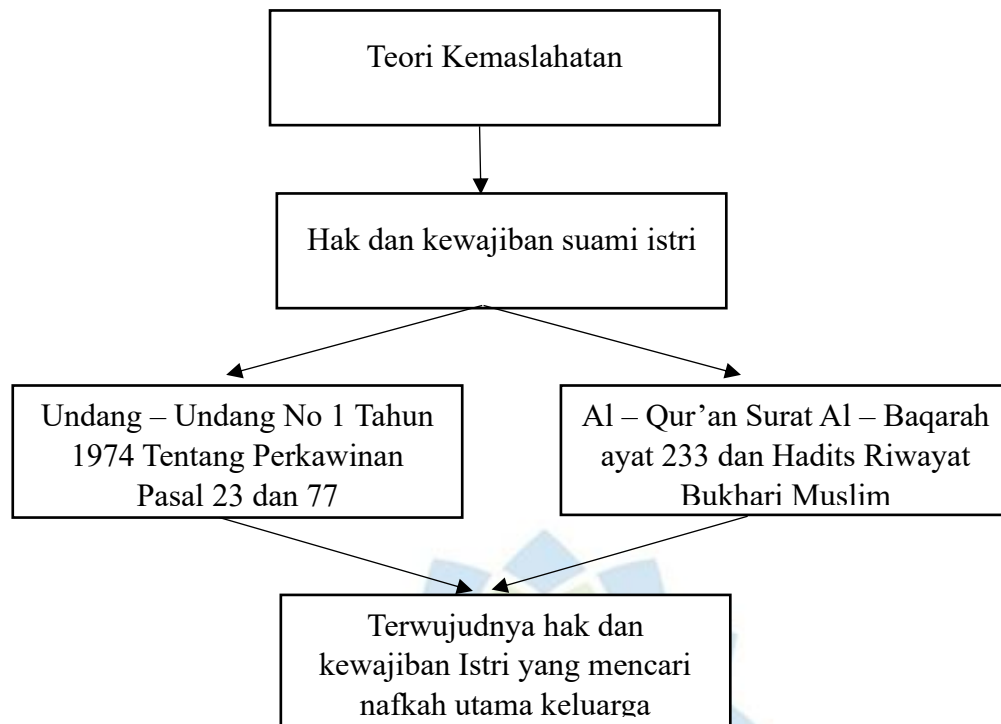 Teori Kemaslahatan
Hak dan kewajiban suami istri
Undang – Undang No 1 Tahun
1974 Tentang Perkawinan
Pasal 23 dan 77
Al – Qur’an Surat Al – Baqarah
ayat 233 dan Hadits Riwayat
Bukhari Muslim
Terwujudnya hak dan
kewajiban Istri yang mencari
nafkah utama keluarga